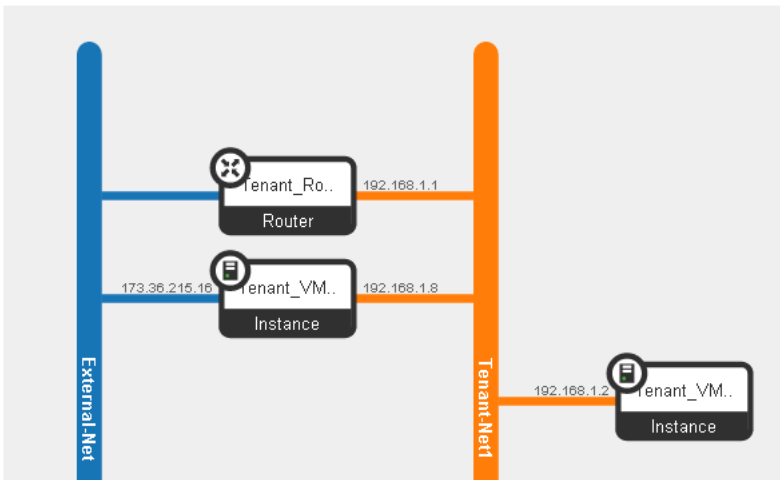 Tenant_Ro..
192.168.1.1
Router
173.36.215.16
Tenant_VM..
192.168.1.8
Instance
External-Net
Tenant-Net1
192.168.1.2
Tenant_VM..
Instance